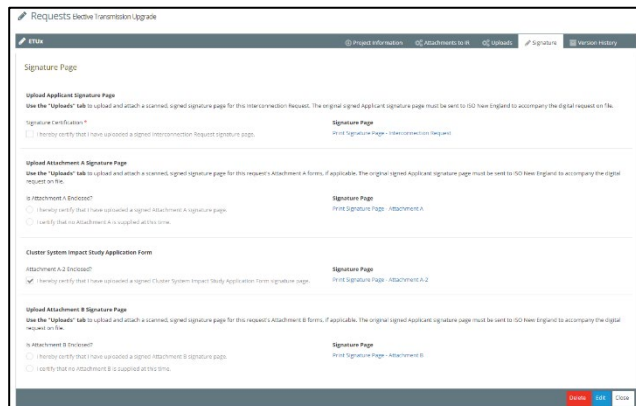 Requests Elective Transmission Upgrade
ETUs
Project Information
Attachments to IR
Uploads
Signature
Version History
Signature Page
Upload Applicant Signature Page
Use the "Uploads" tab to upload and attach a scanned, signed signature page for this Interconnection Request. The original signed Applicant signature page must be sent to ISO New England to accompany the digital request on file.
Signature Certification *
Signature Page
I hereby certify that I have uploaded a signed Interconnection Request signature page.
Print Signature Page - Interconnection Request
Upload Attachment A Signature Page
Use the "Uploads" tab to upload and attach a scanned, signed signature page for this request's Attachment A forms, if applicable. The original signed Applicant signature page must be sent to ISO New England to accompany the digital
request on file.
Is Attachment A Enclosed?
Signature Page
I hereby certify that I have uploaded a signed Attachment A signature page.
Print Signature Page - Attachment A
I certify that no Attachment A is supplied at this time.
Cluster System Impact Study Application Form
Attachment A-2 Enclosed?
Signature Page
I hereby certify that I have uploaded a signed Cluster System Impact Study Application Form signature page.
Print Signature Page - Attachment A-2
Upload Attachment B Signature Page
Use the "Uploads" tab to upload and attach a scanned, signed signature page for this request's Attachment B forms, if applicable. The original signed Applicant signature page must be sent to ISO New England to accompany the digital
request on file.
Is Attachment B Enclosed?
Signature Page
I hereby certify that I have uploaded a signed Attachment B signature page.
Print Signature Page - Attachment B
I certify that no Attachment B is supplied at this time.
Delete
Edit
Close